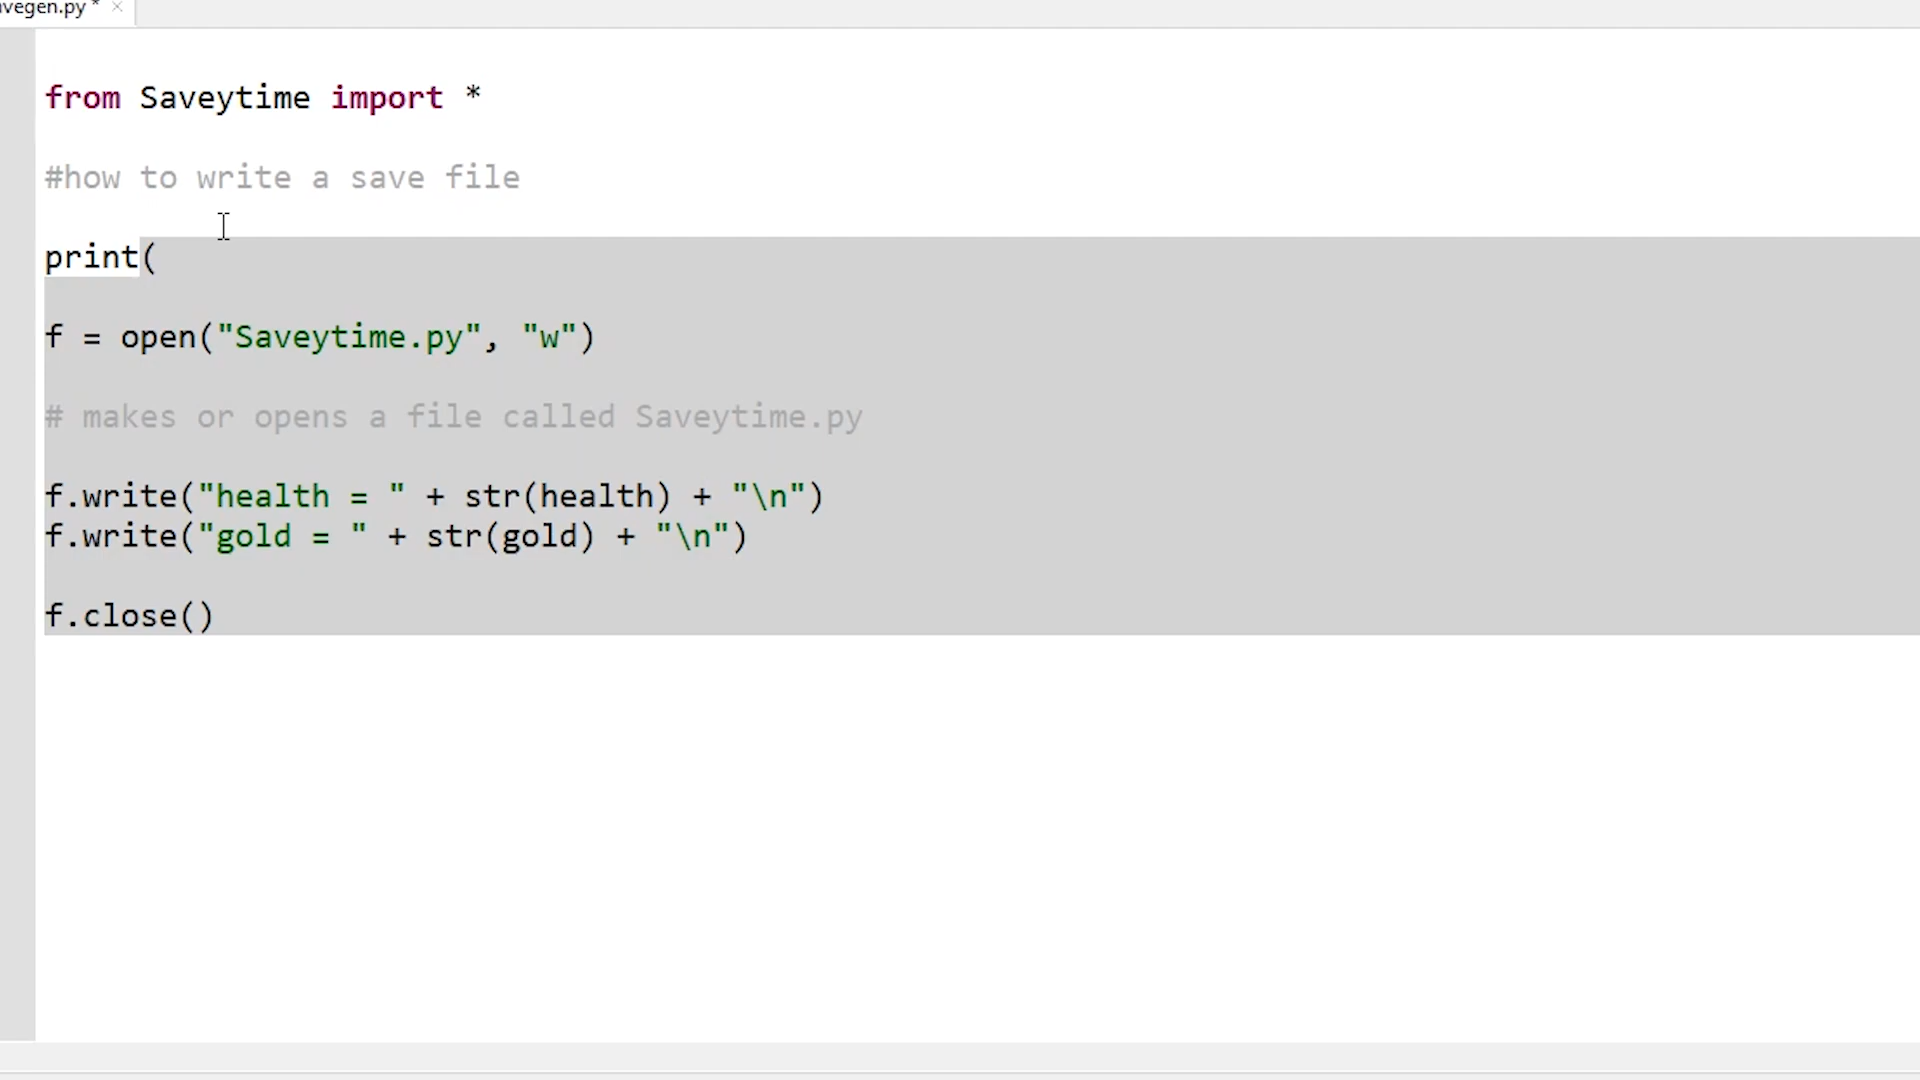 avegen.py *
from Saveytime import *
#how to write a save file
print(
f = open("Saveytime.py", "w")
# makes or opens a file called Saveytime.py
f.write("health = " + str(health) + "\n")
f.write("gold = " + str(gold) + "\n")
f.close()